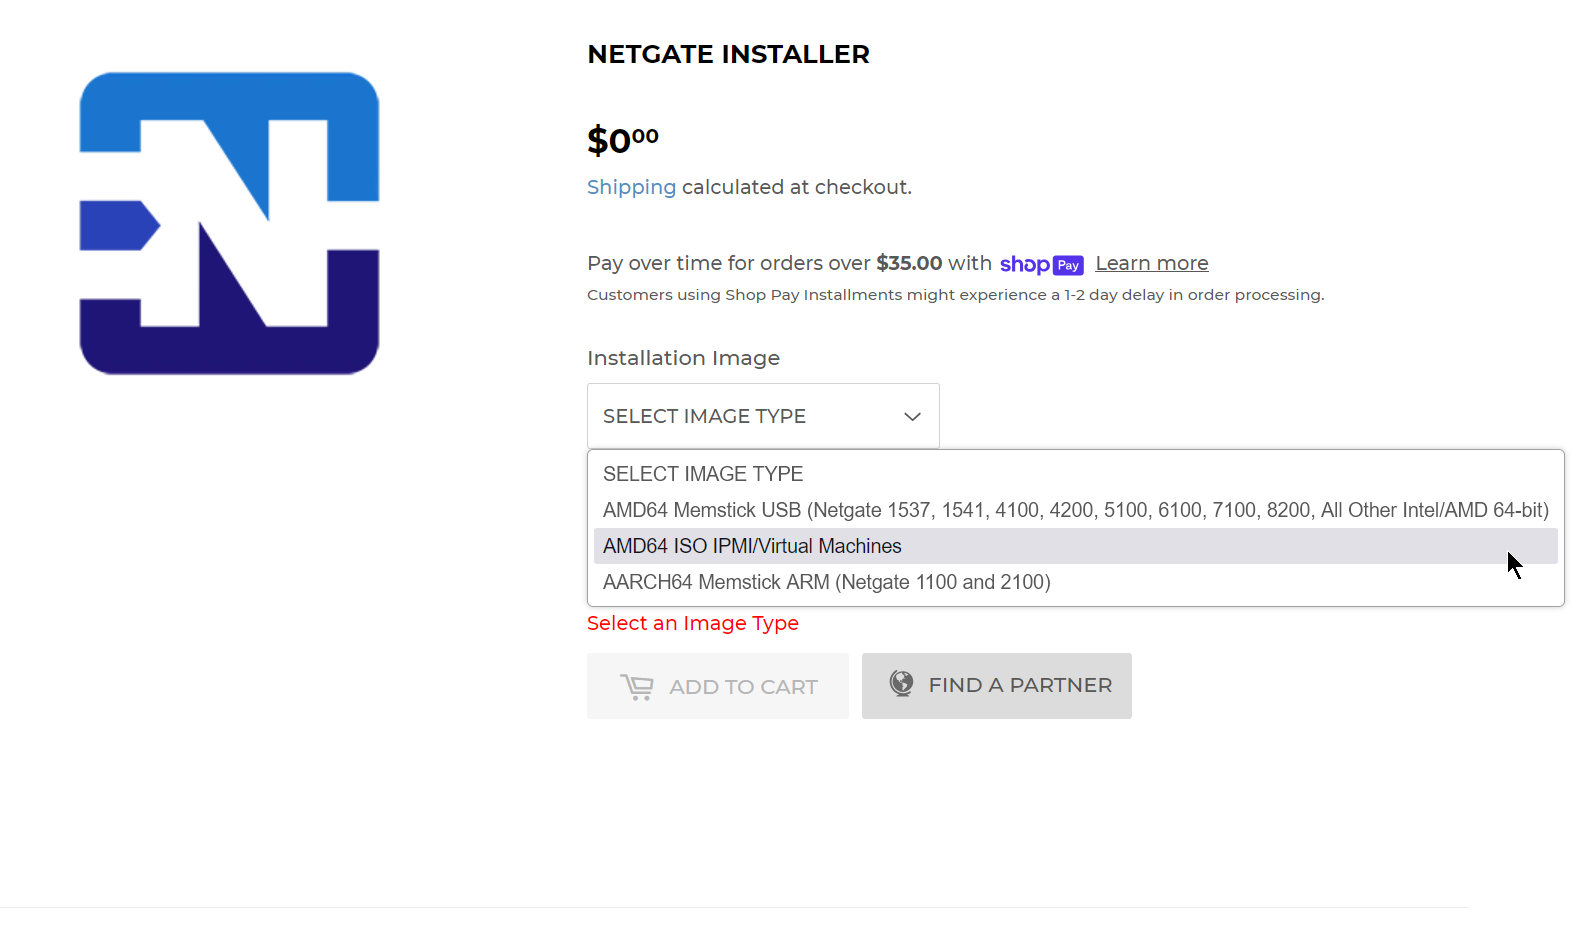 NETGATE INSTALLER
$0⁰⁰
Shipping calculated at checkout.
Pay over time for orders over $35.00 with shop Pay Learn more
Customers using Shop Pay Installments might experience a 1-2 day delay in order processing.
Installation Image
SELECT IMAGE TYPE
SELECT IMAGE TYPE
AMD64 Memstick USB (Netgate 1537, 1541, 4100, 4200, 5100, 6100, 7100, 8200, All Other Intel/AMD 64-bit)
AMD64 ISO IPMI/Virtual Machines
AARCH64 Memstick ARM (Netgate 1100 and 2100)
Select an Image Type
ADD TO CART FIND A PARTNER